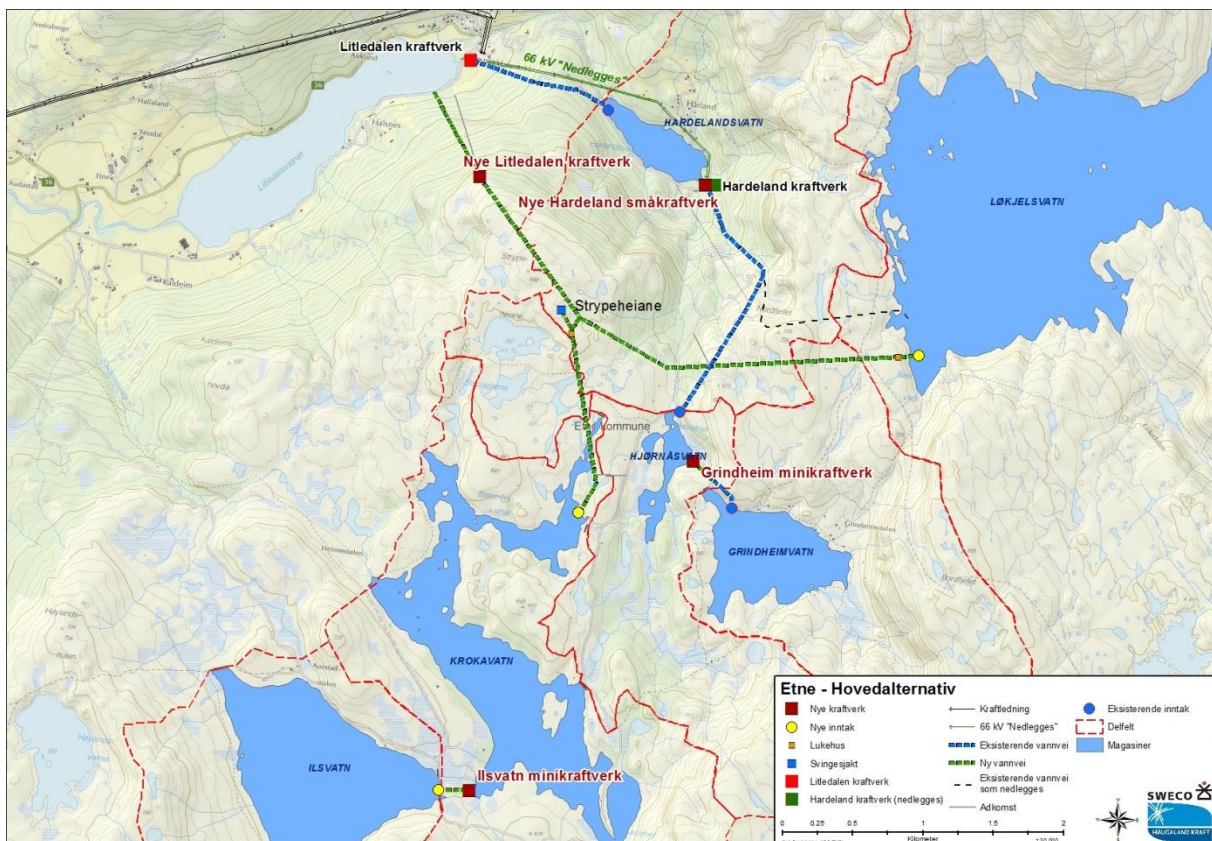 Litledalen kraftverk
66 kV "Nedlegges"
HARDELANDSVATN
Nye Litledalen kraftverk
Hardeland kraftverk
Nye Hardeland småkraftverk
LØKJELSVATN
Strypeheiane
HJØRNÅSVATN
Grindheim minikraftverk
GRINDHEIMVATN
KROKAVATN
ILSVATN
Ilsvatn minikraftverk
Etne - Hovedalternativ
Nye kraftverk
Nye inntak
Lukehus
Svingesjakt
Litledalen kraftverk
Hardeland kraftverk (nedlegges)
Kraftledning
66 kV "Nedlegges"
Eksisterende vannvei
Ny vannvei
Eksisterende vannvei
som nedlegges
Adkomst
Eksisterende inntak
Delfelt
Magasiner
0 0.25 0.5 1 1.5 2
Kilometer
SWECO
HAUGALAND KRAFT